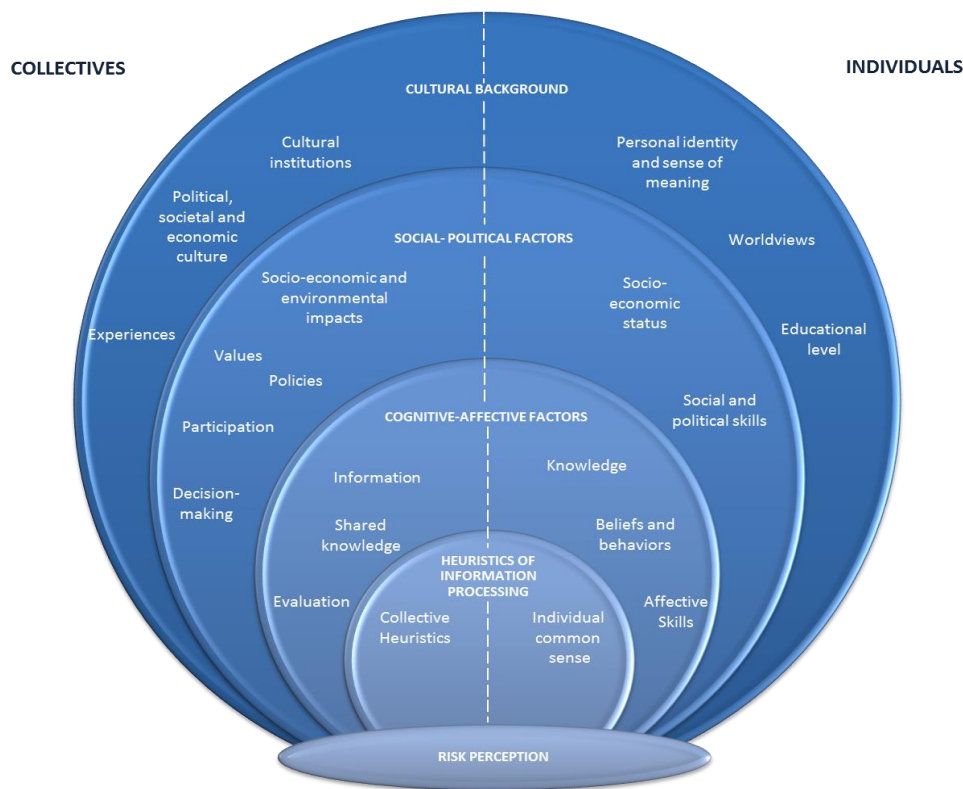 COLLECTIVES
INDIVIDUALS
CULTURAL BACKGROUND
Cultural
institutions
Personal identity
and sense of
meaning
Political,
societal and
economic
culture
Worldviews
Experiences
Educational
level
SOCIAL- POLITICAL FACTORS
Socio-economic and
environmental
impacts
Socio-
economic
status
Values
Policies
Participation
Social and
political skills
Decision-
making
COGNITIVE-AFFECTIVE FACTORS
Information
Knowledge
Shared
knowledge
Beliefs and
behaviors
Evaluation
Affective
Skills
HEURISTICS OF
INFORMATION
PROCESSING
Collective
Heuristics
Individual
common
sense
RISK PERCEPTION